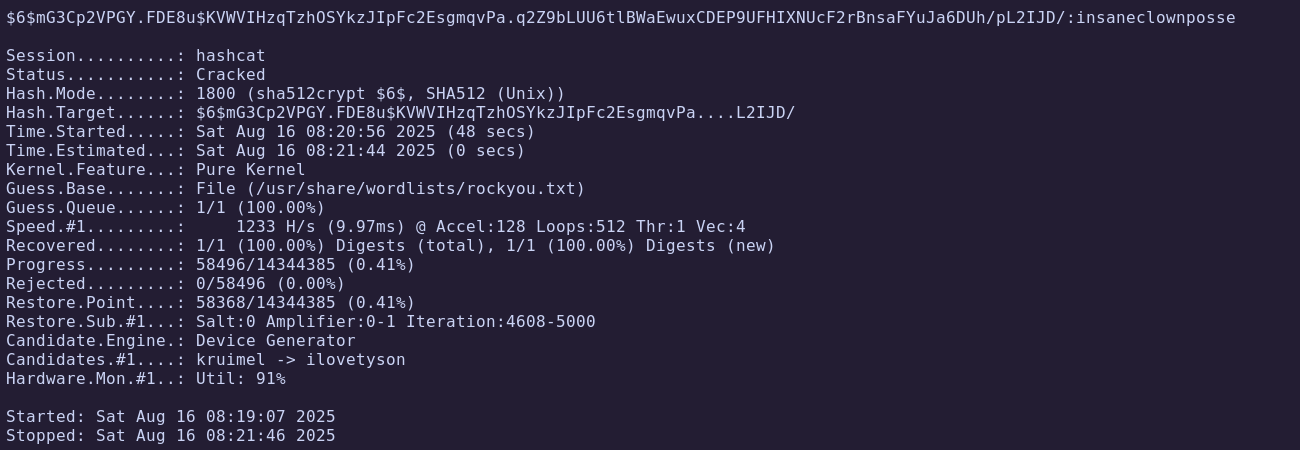 $6$mG3Cp2VPGY.FDE8u$KVWVIHzqTzhOSYkzJIpFc2EsgmqvPa.q2Z9bLUU6tlBWaEwuxCDEP9UFHIXNUcF2rBnsaFYuJa6DUh/pL2IJD/:insaneclownposse
Session..........: hashcat
Status...........: Cracked
Hash.Mode........: 1800 (sha512crypt $6$, SHA512 (Unix))
Hash.Target......: $6$mG3Cp2VPGY.FDE8u$KVWVIHzqTzhOSYkzJIpFc2EsgmqvPa....L2IJD/
Time.Started.....: Sat Aug 16 08:20:56 2025 (48 secs)
Time.Estimated...: Sat Aug 16 08:21:44 2025 (0 secs)
Kernel.Feature...: Pure Kernel
Guess.Base.......: File (/usr/share/wordlists/rockyou.txt)
Guess.Queue......: 1/1 (100.00%)
Speed.#1.........:     1233 H/s (9.97ms) @ Accel:128 Loops:512 Thr:1 Vec:4
Recovered........: 1/1 (100.00%) Digests (total), 1/1 (100.00%) Digests (new)
Progress.........: 58496/14344385 (0.41%)
Rejected.........: 0/58496 (0.00%)
Restore.Point....: 58368/14344385 (0.41%)
Restore.Sub.#1...: Salt:0 Amplifier:0-1 Iteration:4608-5000
Candidate.Engine.: Device Generator
Candidates.#1....: kruimel -> ilovetyson
Hardware.Mon.#1..: Util: 91%
Started: Sat Aug 16 08:19:07 2025
Stopped: Sat Aug 16 08:21:46 2025